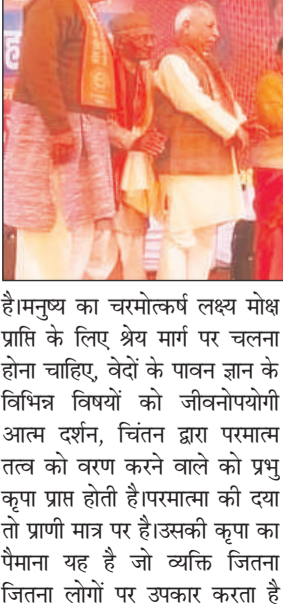 है।मनुष्य का चरमोत्कर्ष लक्ष्य मोक्ष
प्राप्ति के लिए श्रेय मार्ग पर चलना
होना चाहिए, वेदों के पावन ज्ञान के
विभिन्न विषयों को जीवनोपयोगी
आत्म दर्शन, चिंतन द्वारा परमात्म
तत्व को वरण करने वाले को प्रभु
कृपा प्राप्त होती है।परमात्मा की दया
तो प्राणी मात्र पर है।उसकी कृपा का
पैमाना यह है जो व्यक्ति जितना
जितना लोगों पर उपकार करता है